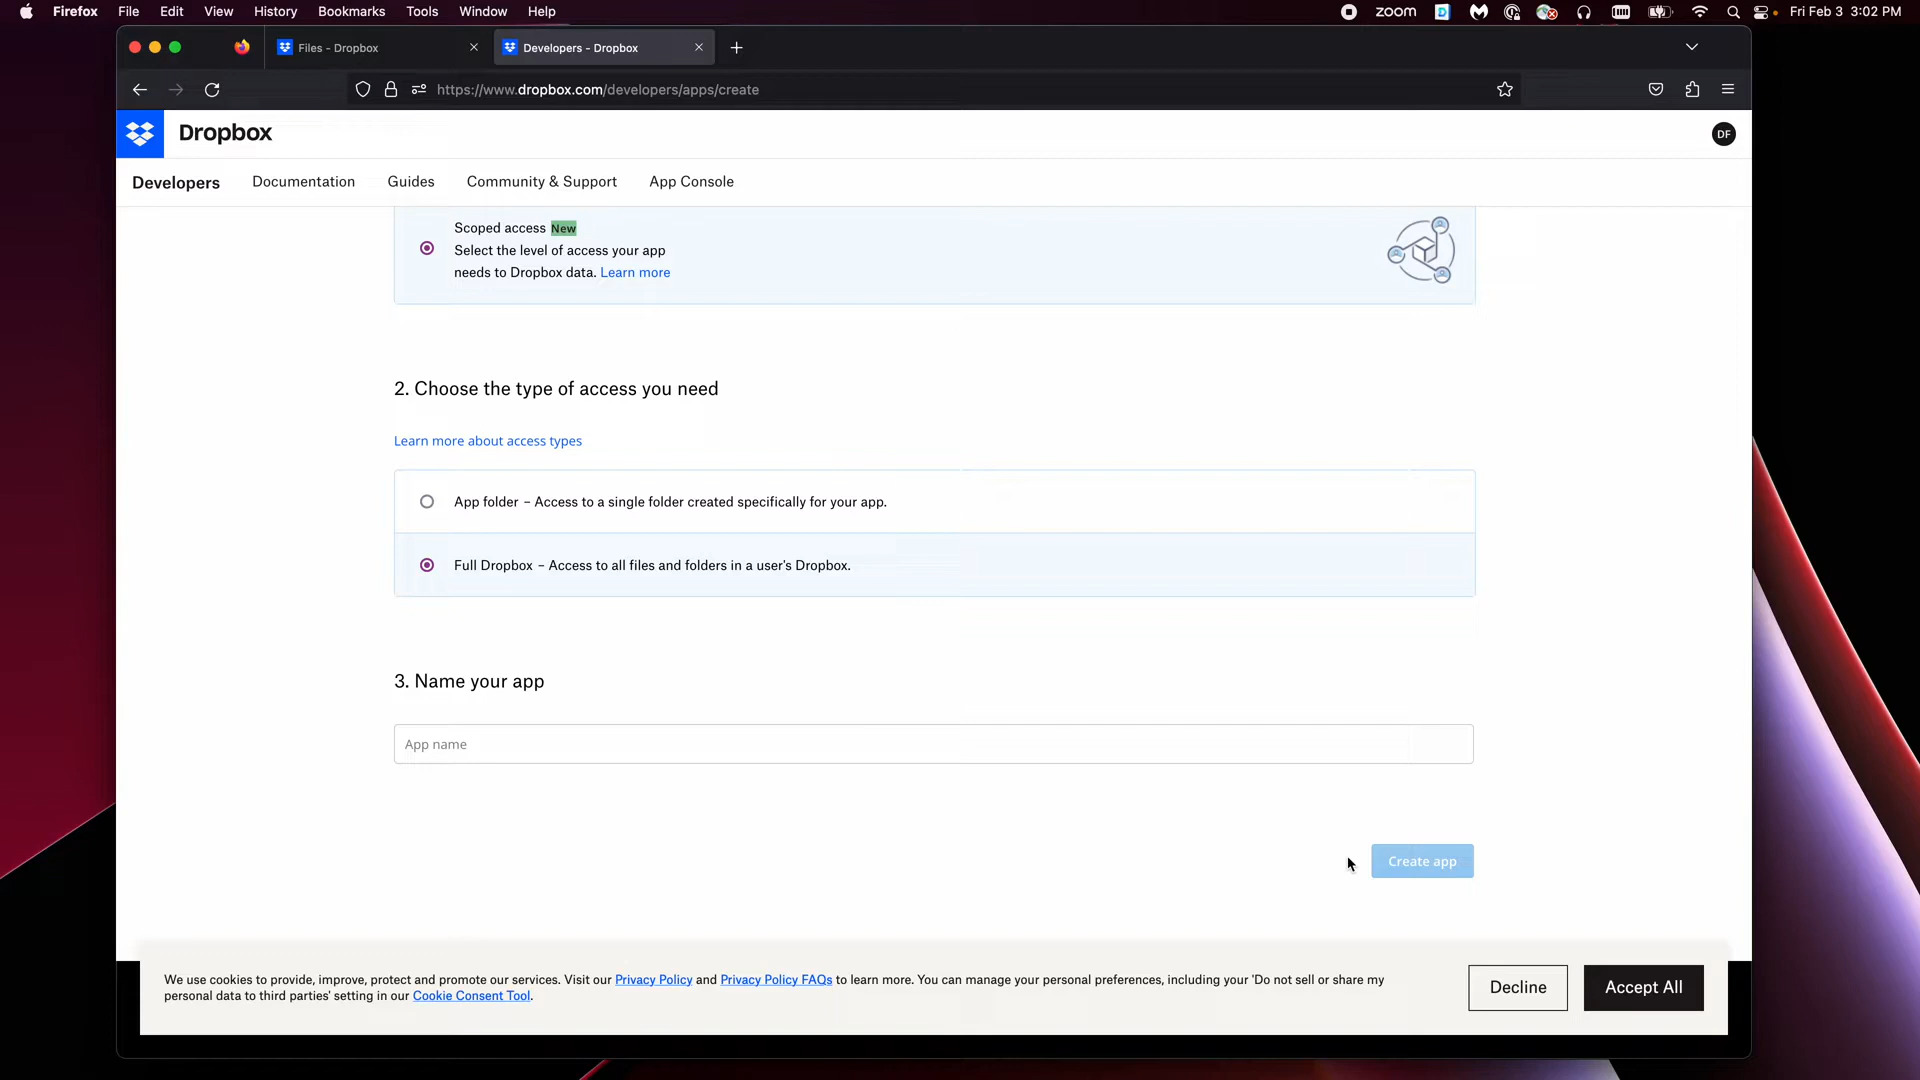 Firefox File Edit View History Bookmarks Tools Window Help zoom Fri Feb 3 3:02 PM
Files - Dropbox Developers - Dropbox
https://www.dropbox.com/developers/apps/create
Dropbox DF
Developers Documentation Guides Community & Support App Console
Scoped access New
Select the level of access your app
needs to Dropbox data. Learn more
2. Choose the type of access you need
Learn more about access types
App folder – Access to a single folder created specifically for your app.
Full Dropbox – Access to all files and folders in a user's Dropbox.
3. Name your app
App name
Create app
We use cookies to provide, improve, protect and promote our services. Visit our Privacy Policy and Privacy Policy FAQs to learn more. You can manage your personal preferences, including your 'Do not sell or share my
personal data to third parties' setting in our Cookie Consent Tool.
Decline Accept All